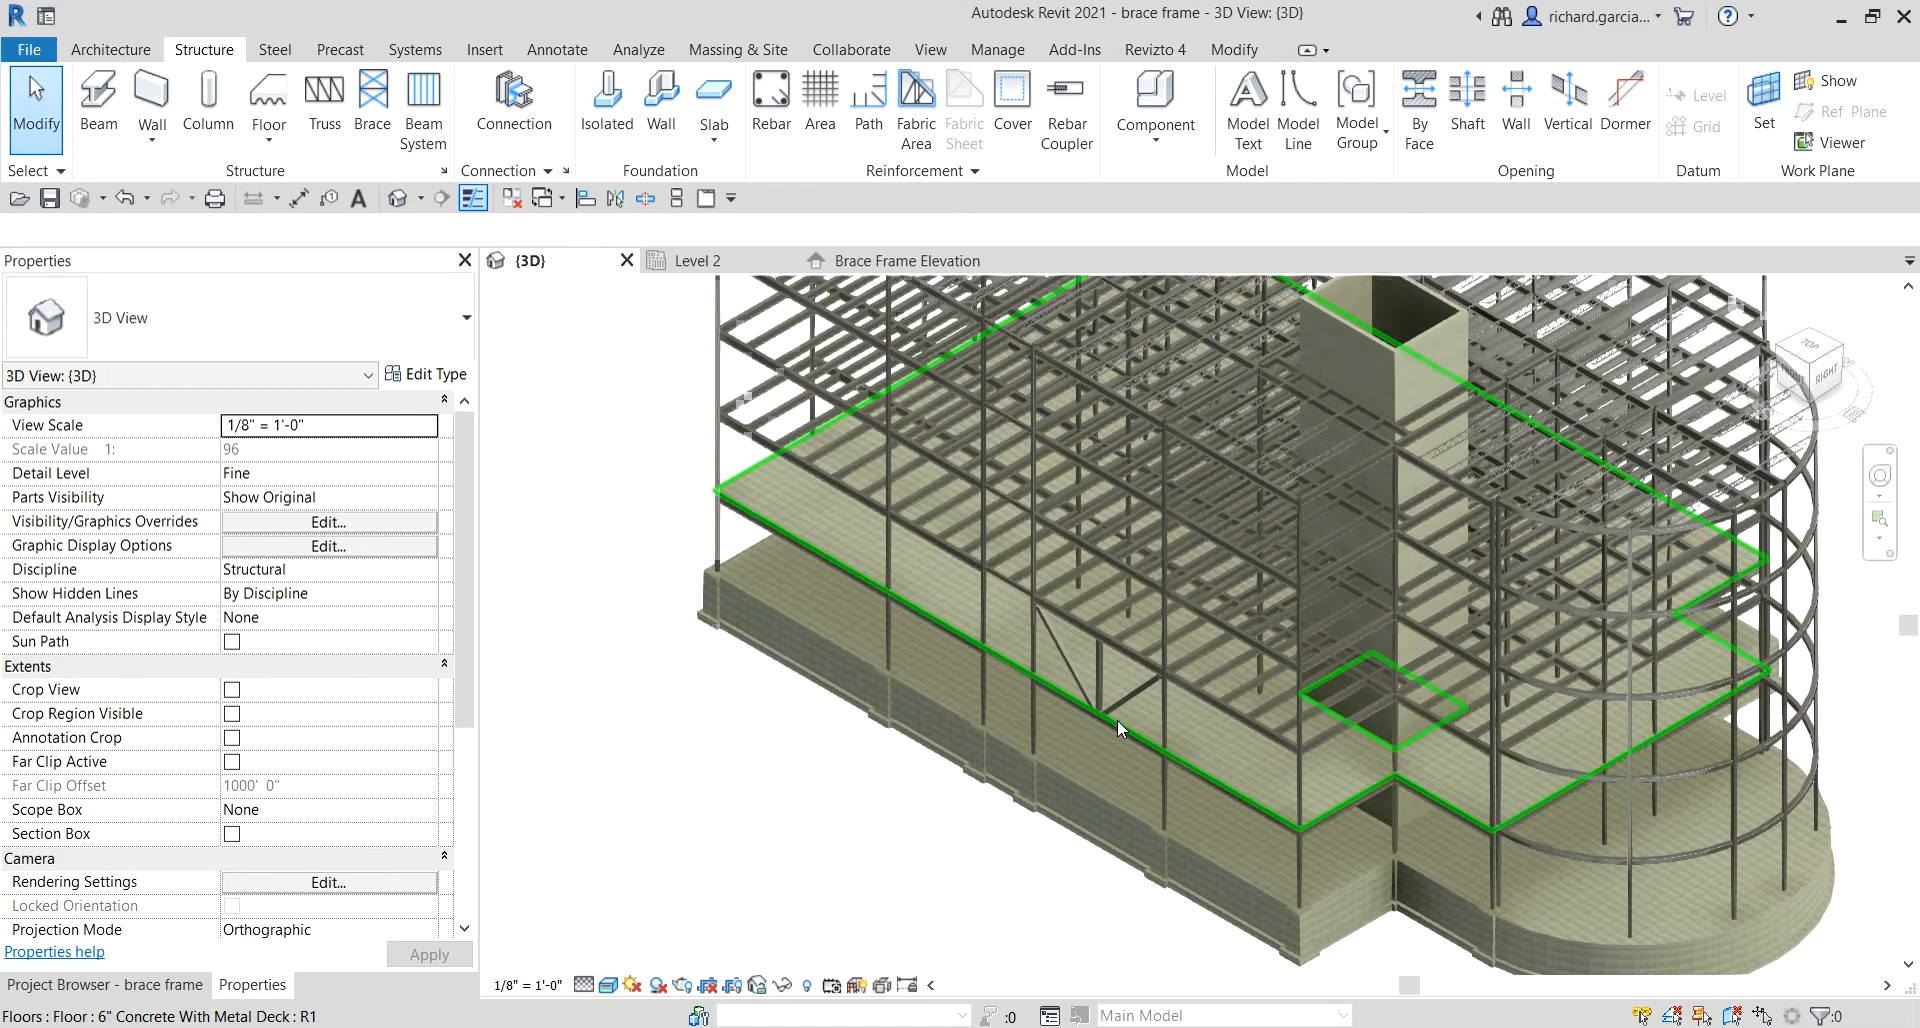 Autodesk Revit 2021 - brace frame - 3D View: {3D}
richard.garcia...
File Architecture Structure Steel Precast Systems Insert Annotate Analyze Massing & Site Collaborate View Manage Add-Ins Revizto 4 Modify
Modify
Beam
Wall
Column
Floor
Truss
Brace
Beam System
Connection
Isolated
Wall
Slab
Rebar
Area
Path
Fabric Area
Fabric Sheet
Cover
Rebar Coupler
Component
Model Text
Model Line
Model Group
By Face
Shaft
Wall
Vertical
Dormer
Level
Grid
Set
Show
Ref Plane
Viewer
Select Structure Connection Foundation Reinforcement Model Opening Datum Work Plane
Properties
{3D} Level 2 Brace Frame Elevation
3D View
3D View: {3D} Edit Type
Graphics
View Scale 1/8" = 1'-0"
Scale Value 1: 96
Detail Level Fine
Parts Visibility Show Original
Visibility/Graphics Overrides Edit...
Graphic Display Options Edit...
Discipline Structural
Show Hidden Lines By Discipline
Default Analysis Display Style None
Sun Path
Extents
Crop View
Crop Region Visible
Annotation Crop
Far Clip Active
Far Clip Offset 1000' 0"
Scope Box None
Section Box
Camera
Rendering Settings Edit...
Locked Orientation
Projection Mode Orthographic
Properties help Apply
TOP
FRONT
RIGHT
Project Browser - brace frame Properties
1/8" = 1'-0"
Floors : Floor : 6" Concrete With Metal Deck : R1
:0
Main Model
:0